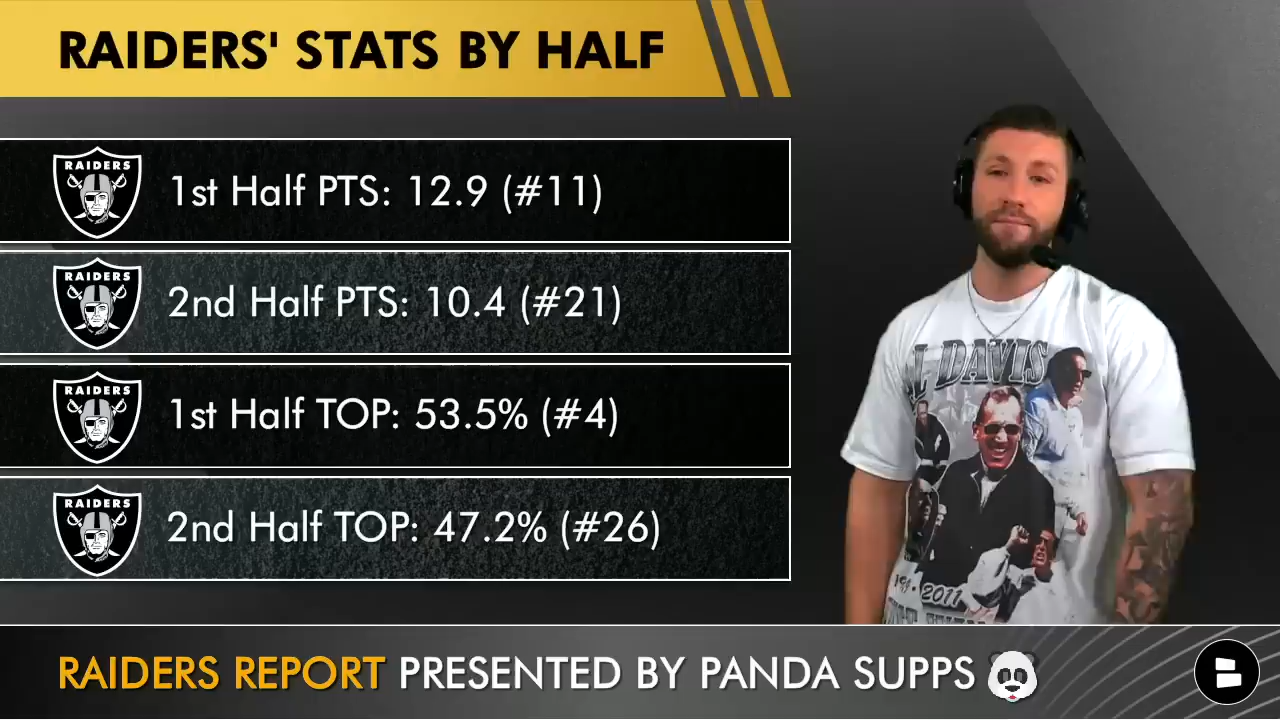 RAIDERS' STATS BY HALF
RAIDERS
1st Half PTS: 12.9 (#11)
RAIDERS
2nd Half PTS: 10.4 (#21)
RAIDERS
1st Half TOP: 53.5% (#4)
RAIDERS
2nd Half TOP: 47.2% (#26)
DAVIS
2011
RAIDERS REPORT PRESENTED BY PANDA SUPPS